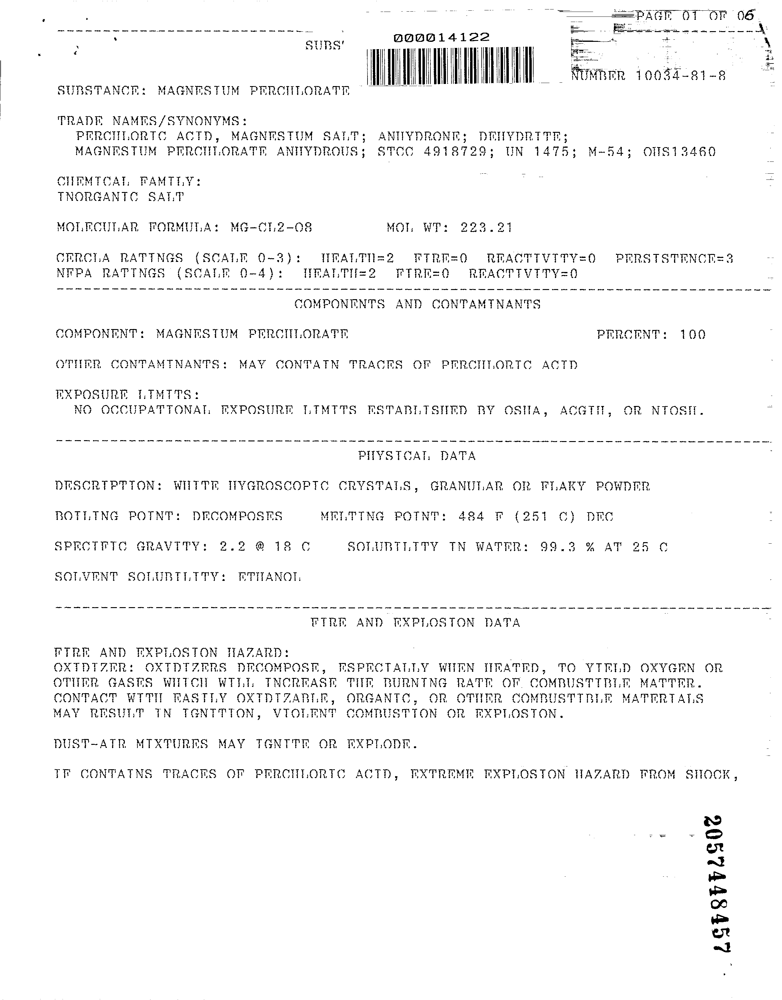 PAGE 01 OF 06
000014122
SUBS'
NUMBER 10034-81-8
SUBSTANCE: MAGNESIUM PERCHLORATE
TRADE NAMES/SYNONYMS:
PERCHLORIC ACID, MAGNESIUM SALT; ANHYDRONE; DEHYDRITE;
MAGNESIUM PERCHLORATE ANHYDROUS; STCC 4918729; UN 1475; M-54; OHS13460
CHEMICAL FAMILY:
INORGANIC SALT
MOLECULAR FORMULA: MG-CL2-O8 MOL WT: 223.21
CERCLA RATINGS (SCALE 0-3): HEALTH=2 FIRE=0 REACTIVITY=0 PERSISTENCE=3
NFPA RATINGS (SCALE 0-4): HEALTH=2 FIRE=0 REACTIVITY=0
COMPONENTS AND CONTAMINANTS
COMPONENT: MAGNESIUM PERCHLORATE PERCENT: 100
OTHER CONTAMINANTS: MAY CONTAIN TRACES OF PERCHLORIC ACID
EXPOSURE LIMITS:
NO OCCUPATIONAL EXPOSURE LIMITS ESTABLISHED BY OSHA, ACGIH, OR NIOSH.
PHYSICAL DATA
DESCRIPTION: WHITE HYGROSCOPIC CRYSTALS, GRANULAR OR FLAKY POWDER
BOILING POINT: DECOMPOSES MELTING POINT: 484 F (251 C) DEC
SPECIFIC GRAVITY: 2.2 @ 18 C SOLUBILITY IN WATER: 99.3 % AT 25 C
SOLVENT SOLUBILITY: ETHANOL
FIRE AND EXPLOSION DATA
FIRE AND EXPLOSION HAZARD:
OXIDIZER: OXIDIZERS DECOMPOSE, ESPECIALLY WHEN HEATED, TO YIELD OXYGEN OR
OTHER GASES WHICH WILL INCREASE THE BURNING RATE OF COMBUSTIBLE MATTER.
CONTACT WITH EASILY OXIDIZABLE, ORGANIC, OR OTHER COMBUSTIBLE MATERIALS
MAY RESULT IN IGNITION, VIOLENT COMBUSTION OR EXPLOSION.
DUST-AIR MIXTURES MAY IGNITE OR EXPLODE.
IF CONTAINS TRACES OF PERCHLORIC ACID, EXTREME EXPLOSION HAZARD FROM SHOCK,
2057448457